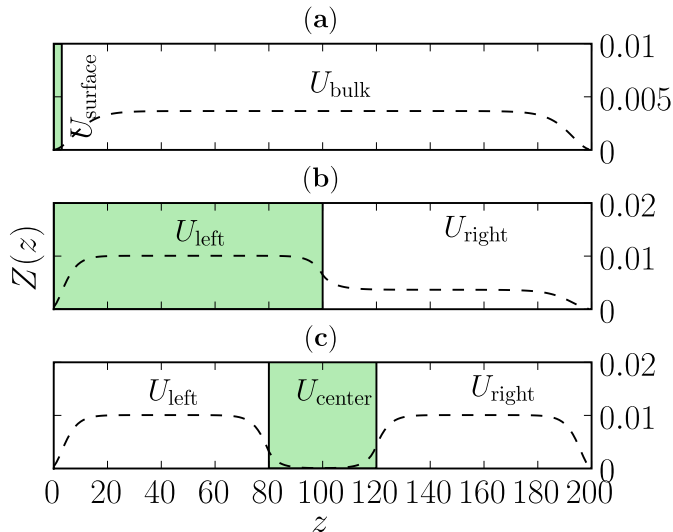 (a)
U_surface
U_bulk
0.01
0.005
0
(b)
U_left
U_right
0.02
0.01
0
Z(z)
(c)
U_left
U_center
U_right
0.02
0.01
0
0 20 40 60 80 100 120 140 160 180 200
z